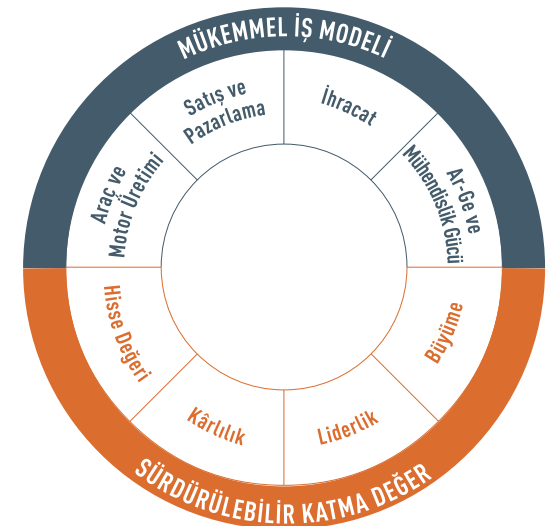 MÜKEMMEL İŞ MODELİ
Satış ve
Pazarlama
İhracat
Araç ve
Motor Üretimi
Ar-Ge ve
Mühendislik Gücü
Hisse Değeri
Büyüme
Kârlılık
Liderlik
SÜRDÜRÜLEBİLİR KATMA DEĞER